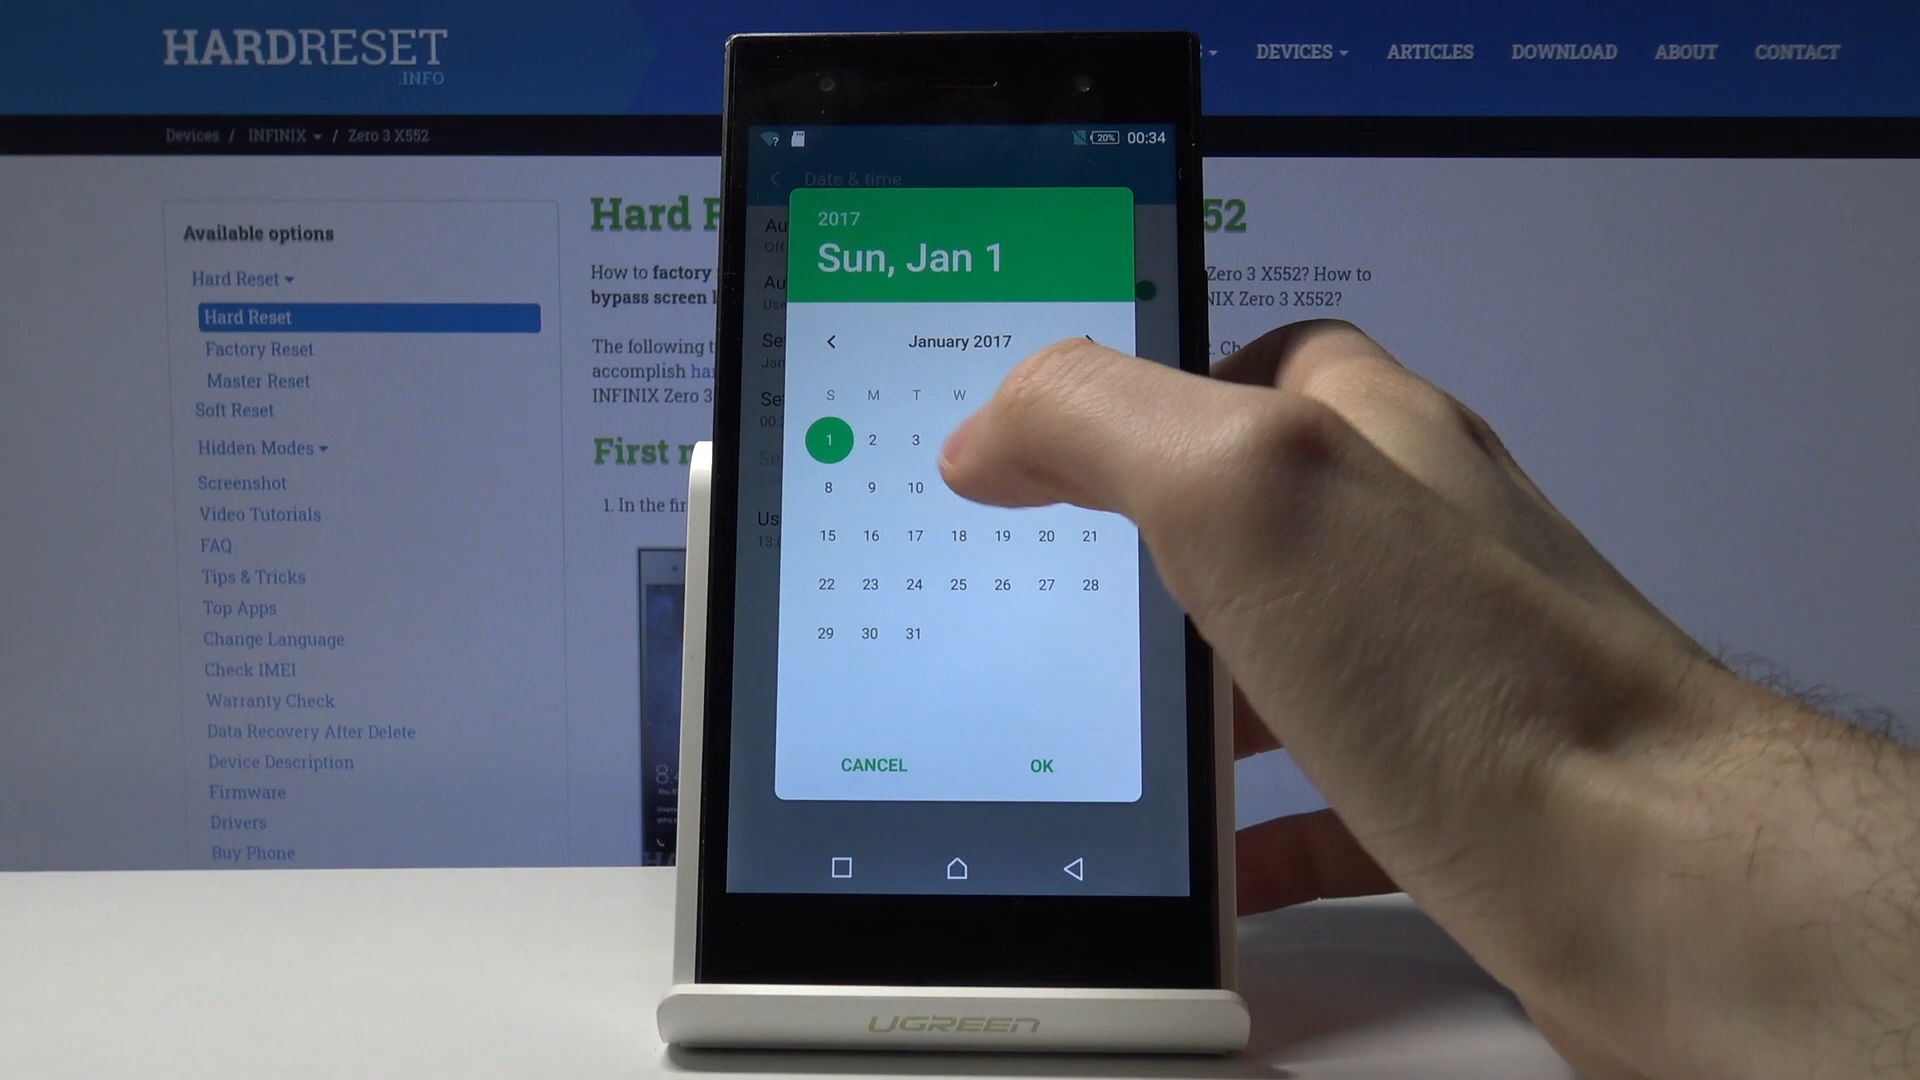 HARDRESET
.INFO
DEVICES
ARTICLES
DOWNLOAD
ABOUT
CONTACT
Devices / INFINIX / Zero 3 X552
Available options
Hard Reset
Hard Reset
Factory Reset
Master Reset
Soft Reset
Hidden Modes
Screenshot
Video Tutorials
FAQ
Tips & Tricks
Top Apps
Change Language
Check IMEI
Warranty Check
Data Recovery After Delete
Device Description
Firmware
Drivers
Buy Phone
Hard
52
How to factory
Zero 3 X552? How to
bypass screen
NIX Zero 3 X552?
The following
accomplish
INFINIX Zero 3
First
1. In the
20% 00:34
Date & time
2017
Sun, Jan 1
January 2017
S M T W
1 2 3
8 9 10
15 16 17 18 19 20 21
22 23 24 25 26 27 28
29 30 31
CANCEL OK
UGREEN